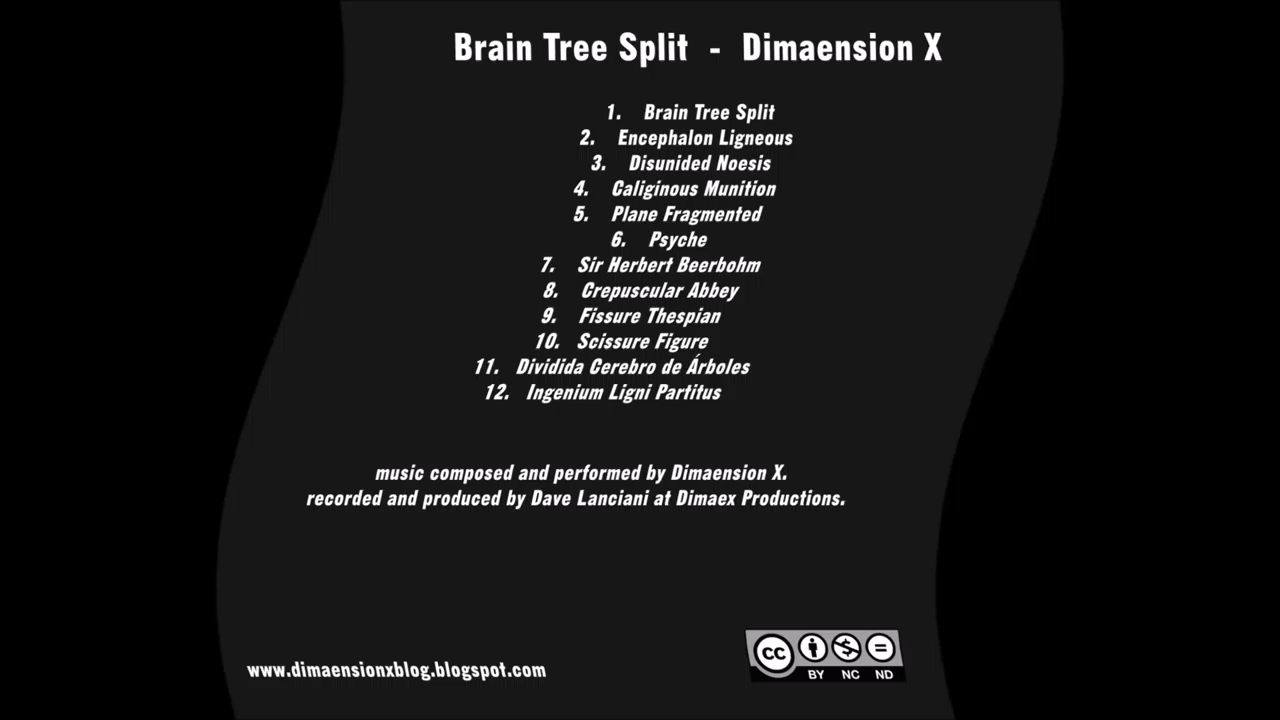 Brain Tree Split - Dimaension X
1. Brain Tree Split
2. Encephalon Ligneous
3. Disunided Noesis
4. Caliginous Munition
5. Plane Fragmented
6. Psyche
7. Sir Herbert Beerbohm
8. Crepuscular Abbey
9. Fissure Thespian
10. Scissure Figure
11. Dividida Cerebro de Árboles
12. Ingenium Ligni Partitus
music composed and performed by Dimaension X.
recorded and produced by Dave Lanciani at Dimaex Productions.
www.dimaensionxblog.blogspot.com
cc
BY NC ND